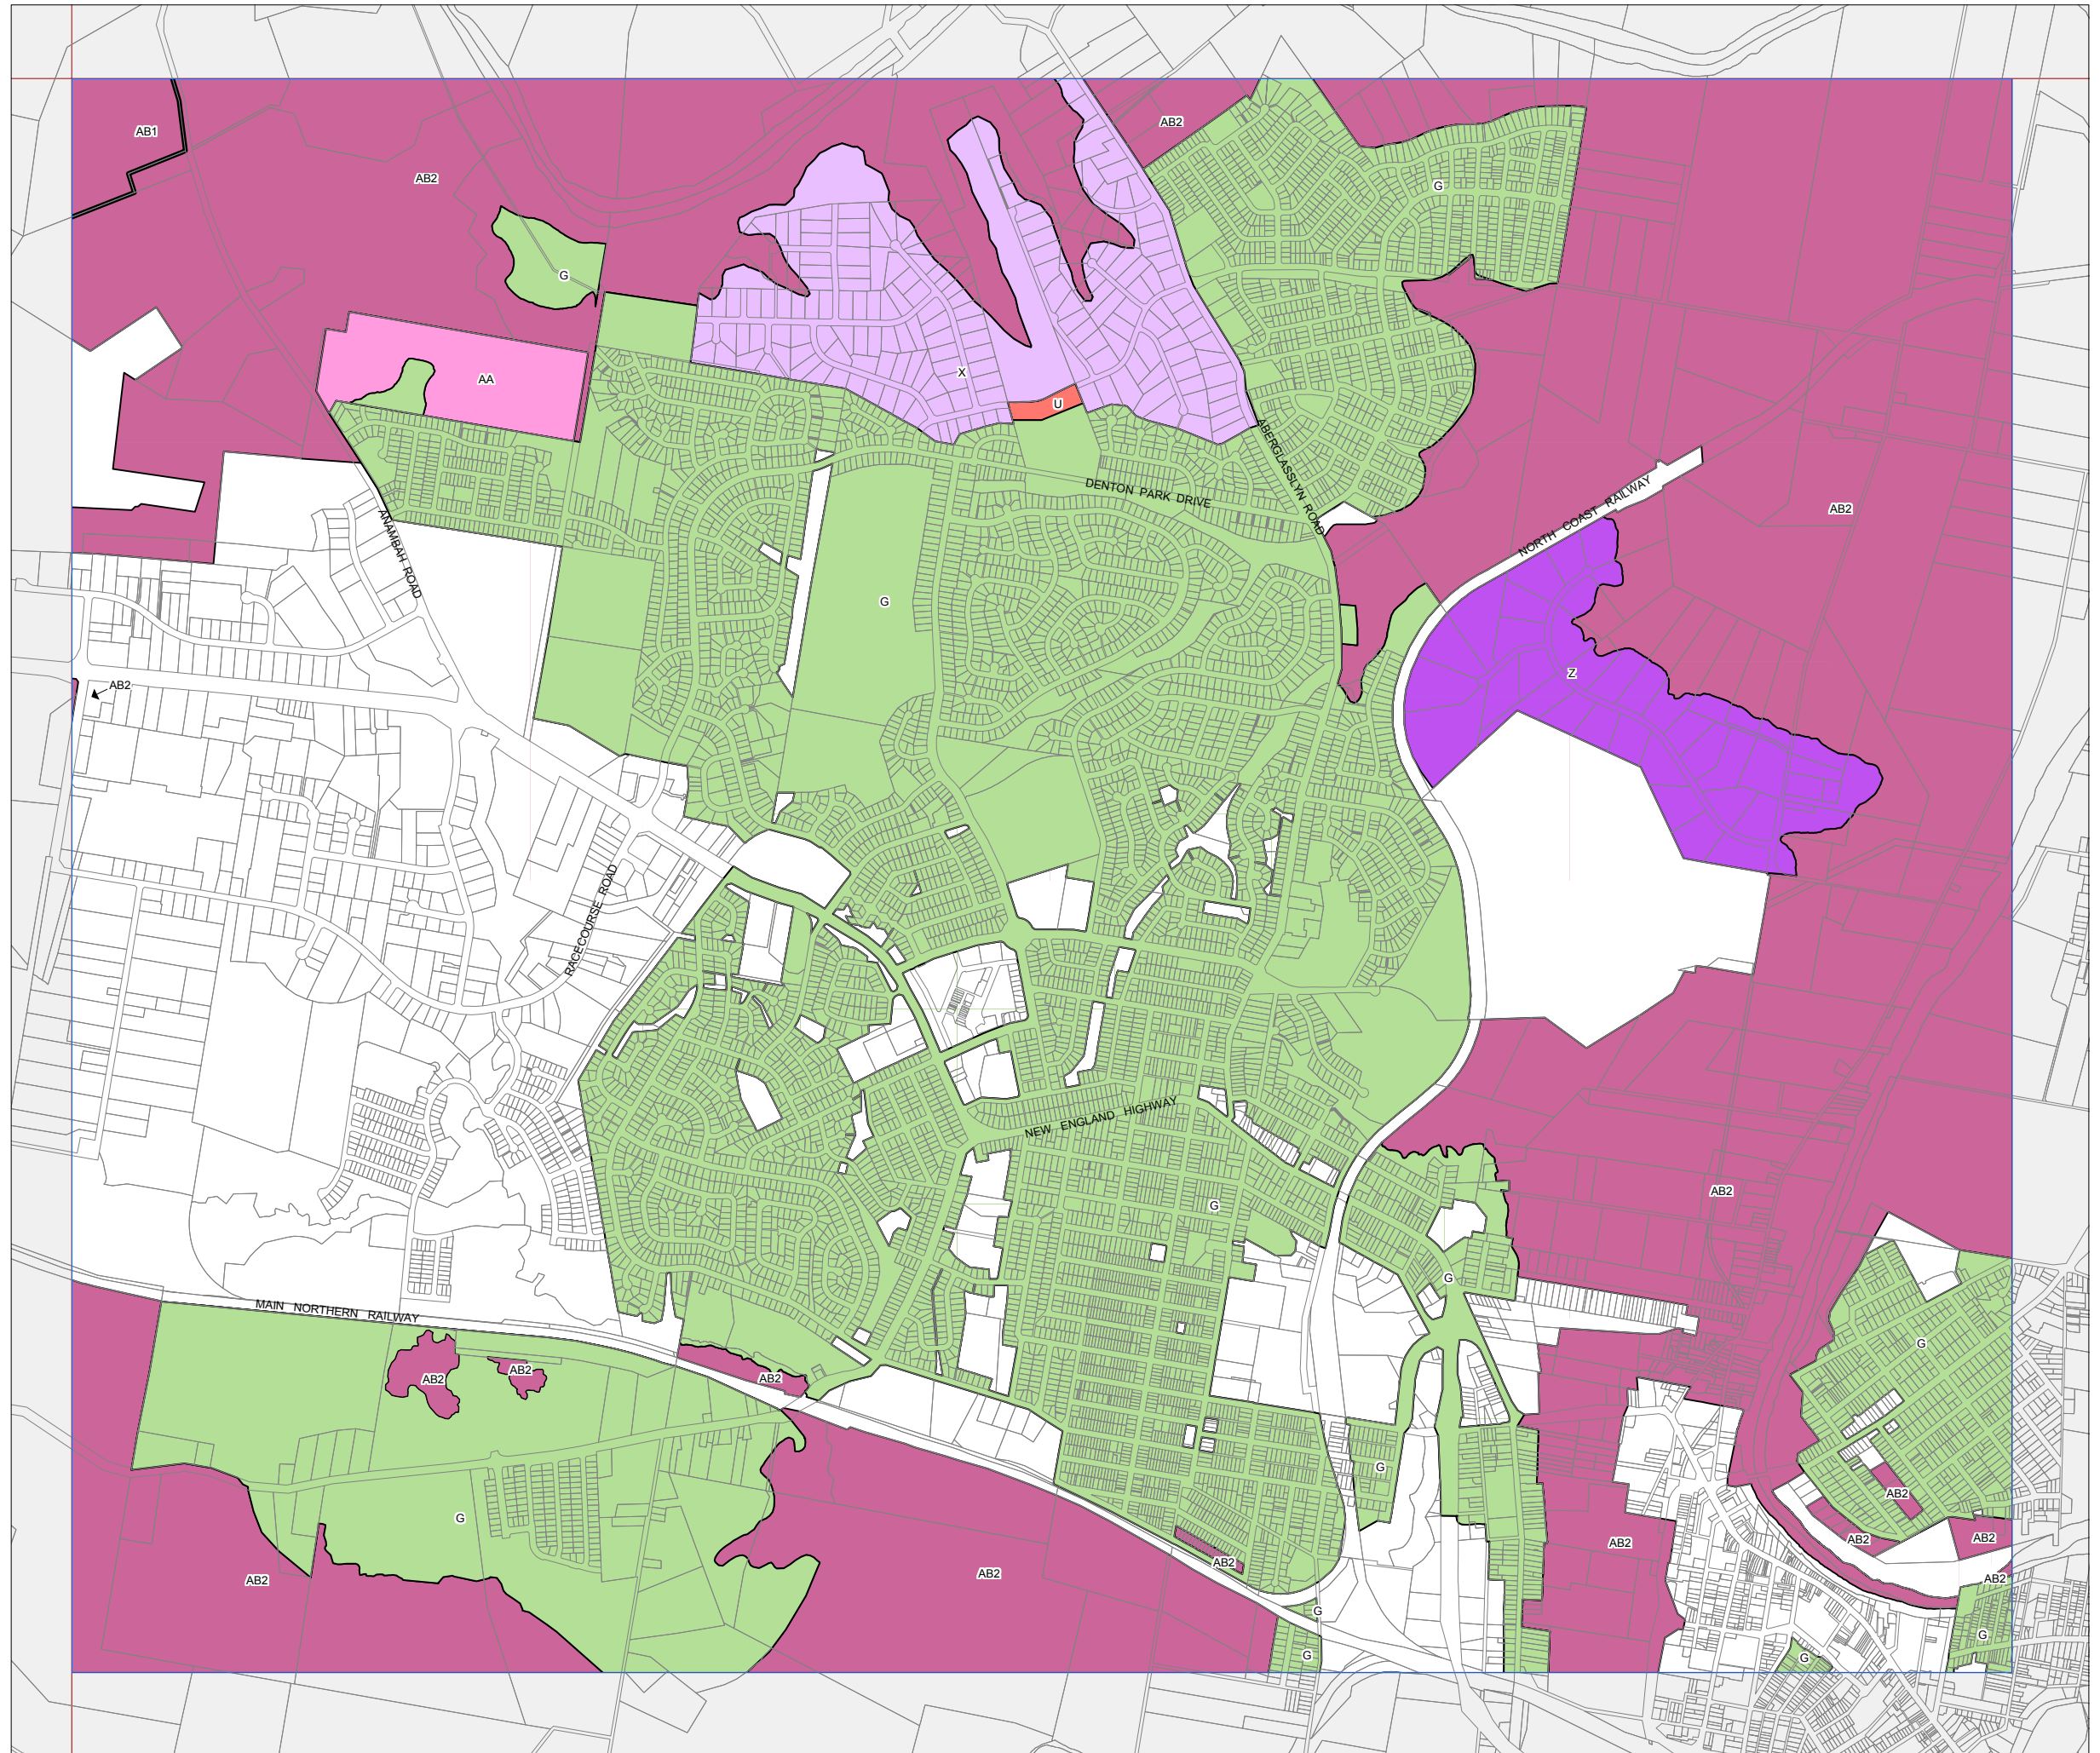 AB1
AB2
AB2
G
G
AA
X
U
ABERGLASSLYN ROAD
DENTON PARK DRIVE
ANAMBAH ROAD
NORTH COAST RAILWAY
AB2
G
Z
AB2
RACECOURSE ROAD
NEW ENGLAND HIGHWAY
AB2
G
G
MAIN NORTHERN RAILWAY
G
AB2
AB2
AB2
G
AB2
G
AB2
AB2
AB2
AB2
AB2
AB2
AB2
G
G
G
G